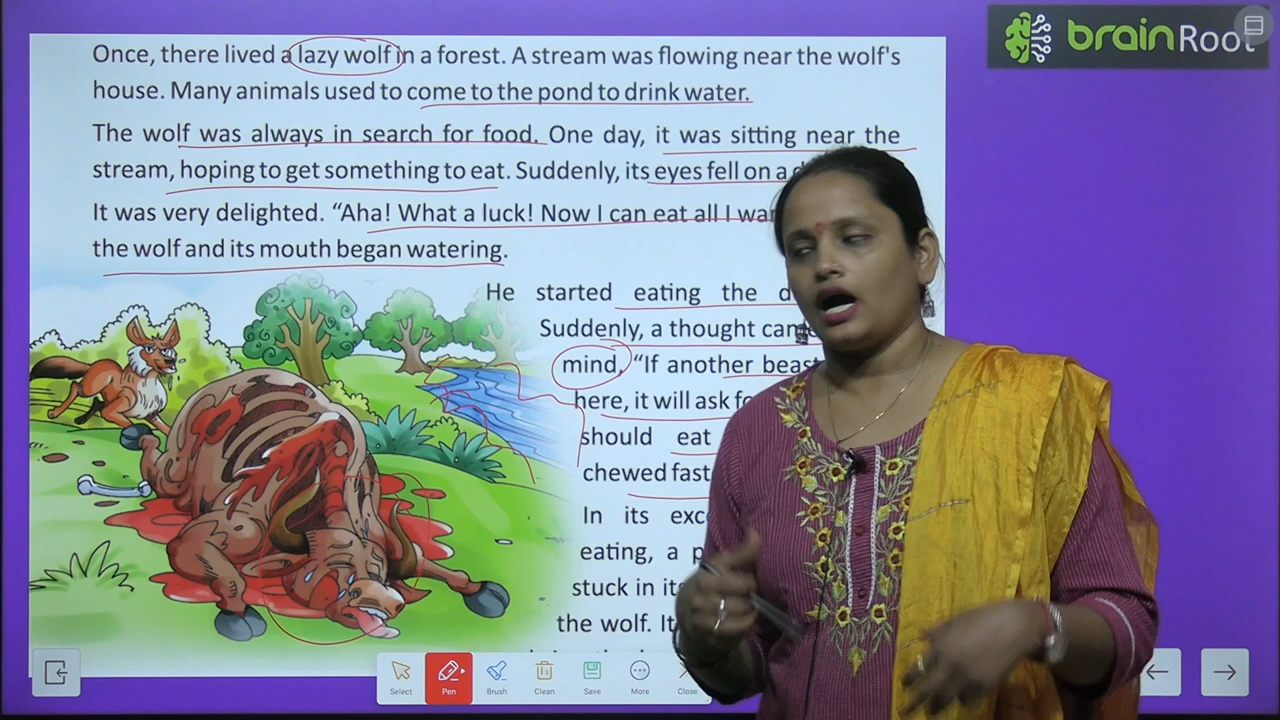 brainRoot
Once, there lived a lazy wolf in a forest. A stream was flowing near the wolf's
house. Many animals used to come to the pond to drink water.
The wolf was always in search for food. One day, it was sitting near the
stream, hoping to get something to eat. Suddenly, its eyes fell on a
It was very delighted. “Aha! What a luck! Now I can eat all I
the wolf and its mouth began watering.
He started eating the
Suddenly, a thought
mind, “If another beast
here, it will ask
should eat
chewed fast
In its
eating, a
stuck in its
the wolf. It
Select Pen Brush Clean Save More Close